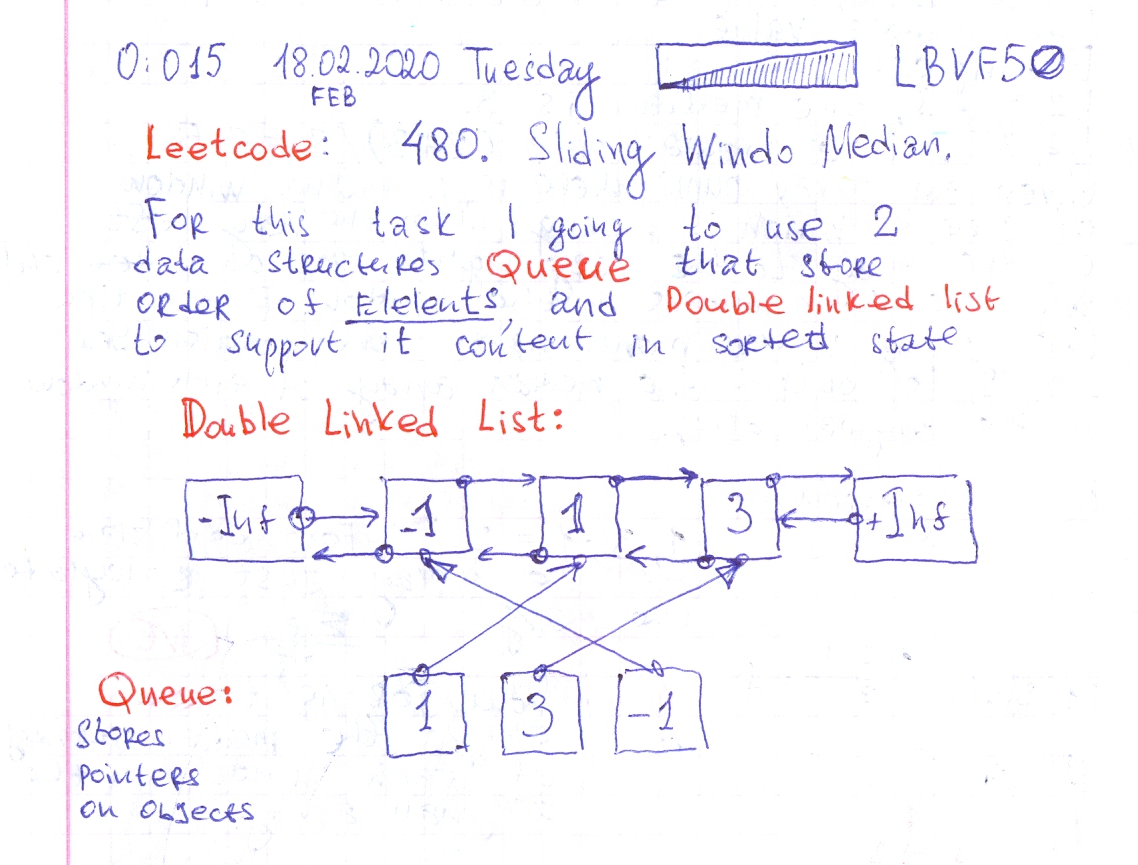 0:015 18.02.2020 Tuesday LBVF50
FEB
Leetcode: 480. Sliding Windo Median.
For this task I going to use 2
data structures Queue that store
order of Elelents, and Double linked list
to support it content in sorted state
Double Linked List:
-Inf -1 1 3 +Inf
Queue: 1 3 -1
Stores
pointers
on objects